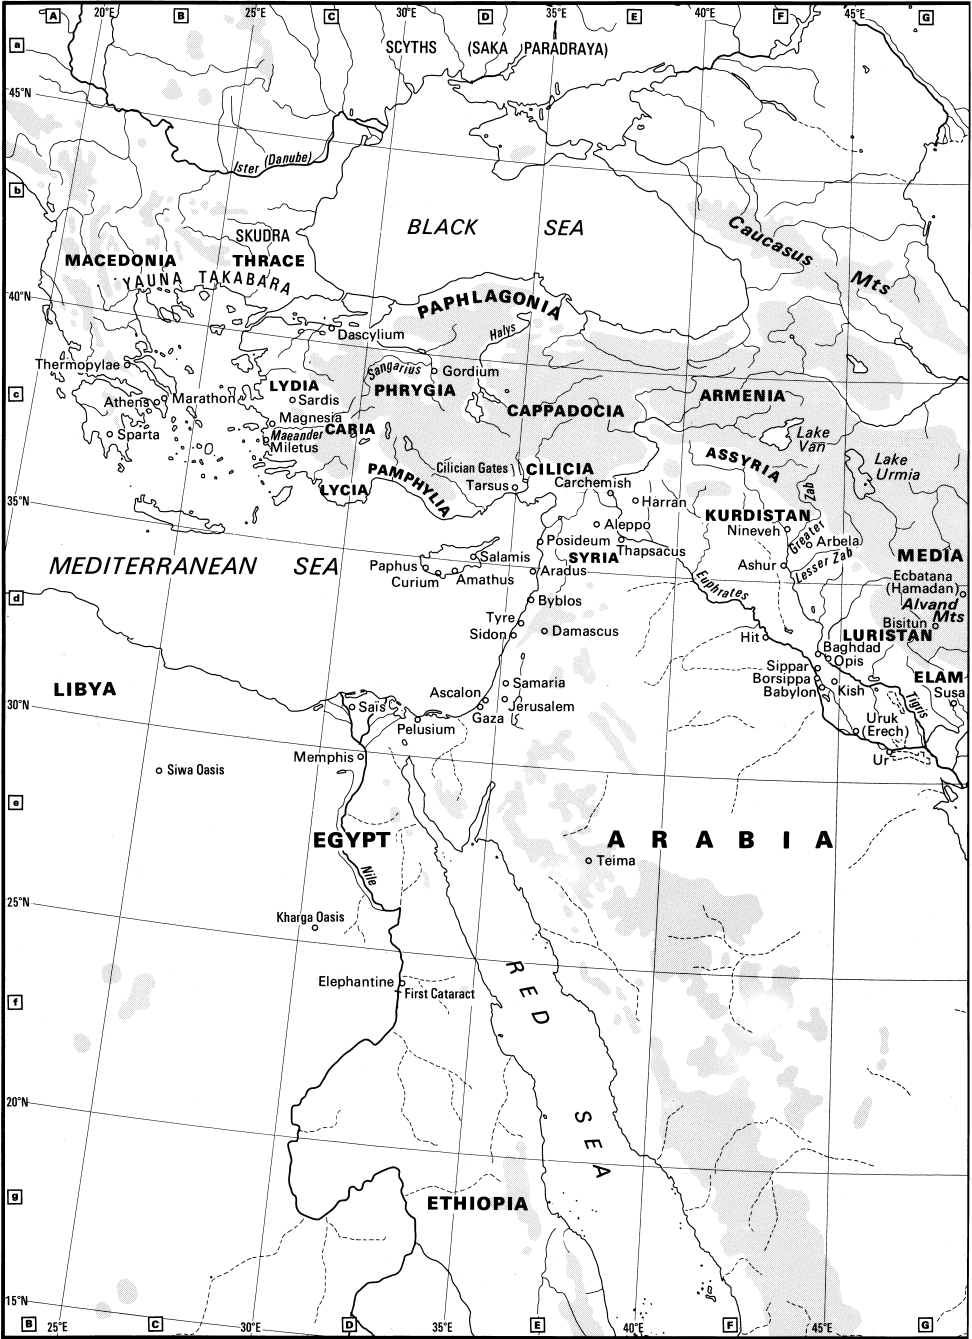 A 20°E B 25°E C 30°E D 35°E E 40°E F 45°E G
a
SCYTHS (SAKA PARADRAYA)
45°N
Ister (Danube)
b
BLACK SEA
Caucasus Mts
SKUDRA
MACEDONIA THRACE
YAUNA TAKABARA
40°N
PAPHLAGONIA
Halys
Dascylium
Thermopylae
Sangarius
Gordium
LYDIA
PHRYGIA
c
Athens
Marathon
Sardis
CAPPADOCIA
ARMENIA
Magnesia
Sparta
Maeander
CARIA
Miletus
Lake
Van
ASSYRIA
Lake
Urmia
PAMPHYLIA
Cilician Gates
CILICIA
Tarsus
Carchemish
LYCIA
35°N
Harran
Greater Zab
KURDISTAN
Aleppo
Nineveh
Posideum
Thapsacus
Arbela
MEDITERRANEAN SEA
Salamis
SYRIA
MEDIA
Paphus
Curium
Amathus
Aradus
Ashur
Lesser Zab
Ecbatana
(Hamadan)
Euphrates
d
Byblos
Alvand
Mts
Tyre
Bisitun
Sidon
Damascus
Hit
LURISTAN
Baghdad
Opis
Sippar
Borsippa
Babylon
Kish
ELAM
Susa
LIBYA
Samaria
Ascalon
Jerusalem
30°N
Saïs
Gaza
Tigris
Pelusium
Uruk
(Erech)
Memphis
Ur
Siwa Oasis
e
EGYPT
ARABIA
Teima
Nile
25°N
Kharga Oasis
RED SEA
Elephantine
First Cataract
f
20°N
g
ETHIOPIA
15°N
B 25°E C 30°E D 35°E E 40°E F 45°E G